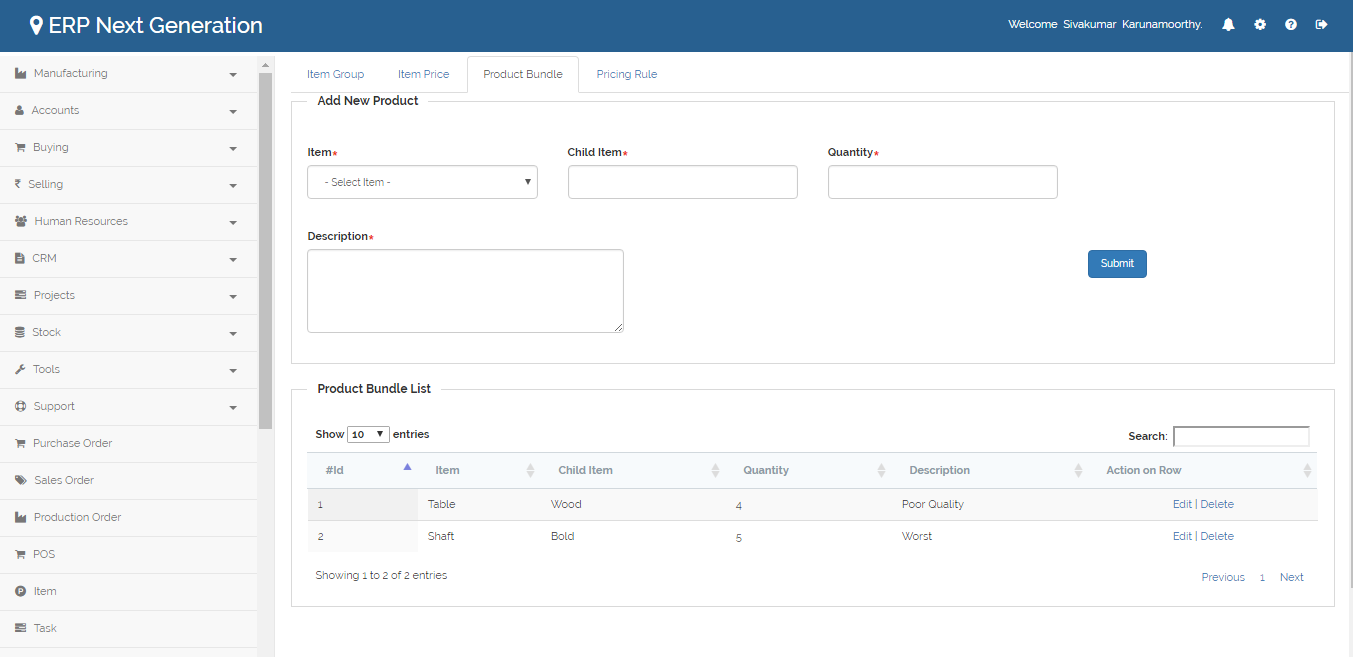 ERP Next Generation
Welcome Sivakumar Karunamoorthy.
Manufacturing
Accounts
Buying
Selling
Human Resources
CRM
Projects
Stock
Tools
Support
Purchase Order
Sales Order
Production Order
POS
Item
Task
Item Group Item Price Product Bundle Pricing Rule
Add New Product
Item* Child Item* Quantity*
- Select Item -
Description*
Submit
Product Bundle List
Show 10 entries
Search:
#Id Item Child Item Quantity Description Action on Row
1 Table Wood 4 Poor Quality Edit | Delete
2 Shaft Bold 5 Worst Edit | Delete
Showing 1 to 2 of 2 entries
Previous 1 Next